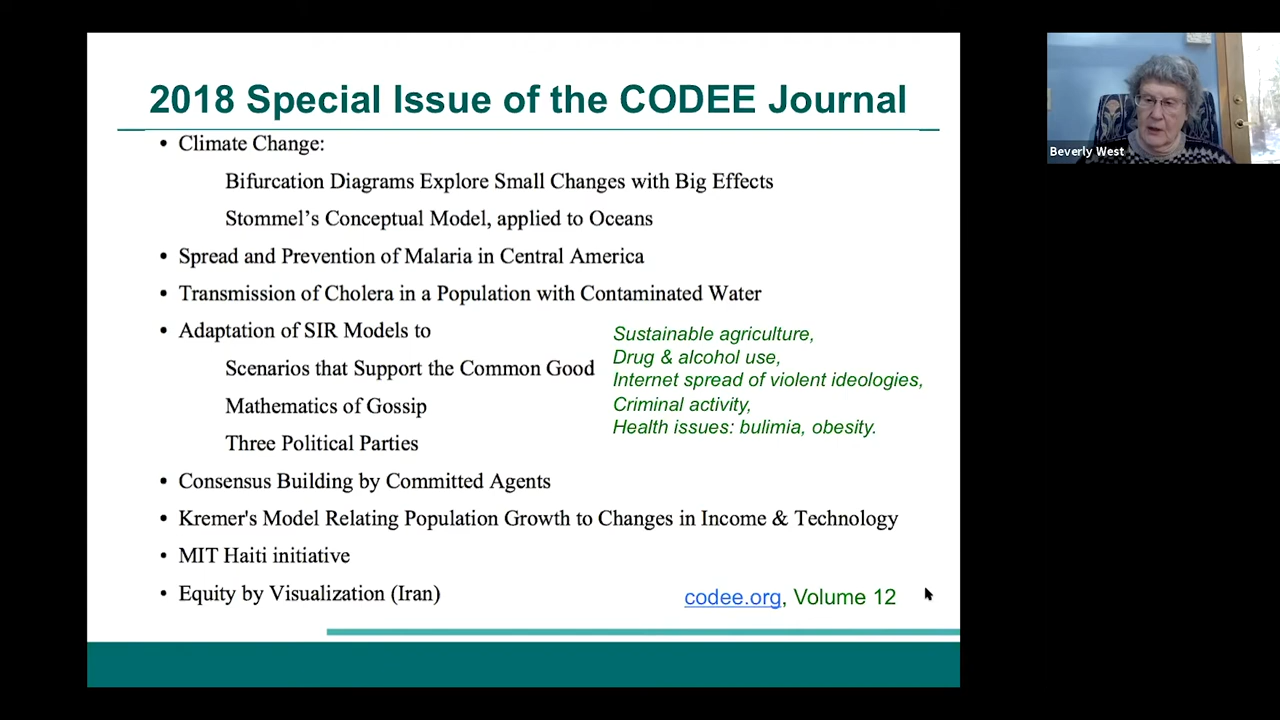 2018 Special Issue of the CODEE Journal
• Climate Change:
Bifurcation Diagrams Explore Small Changes with Big Effects
Stommel’s Conceptual Model, applied to Oceans
• Spread and Prevention of Malaria in Central America
• Transmission of Cholera in a Population with Contaminated Water
• Adaptation of SIR Models to
Scenarios that Support the Common Good
Mathematics of Gossip
Three Political Parties
Sustainable agriculture,
Drug & alcohol use,
Internet spread of violent ideologies,
Criminal activity,
Health issues: bulimia, obesity.
• Consensus Building by Committed Agents
• Kremer's Model Relating Population Growth to Changes in Income & Technology
• MIT Haiti initiative
• Equity by Visualization (Iran)
codee.org, Volume 12
Beverly West